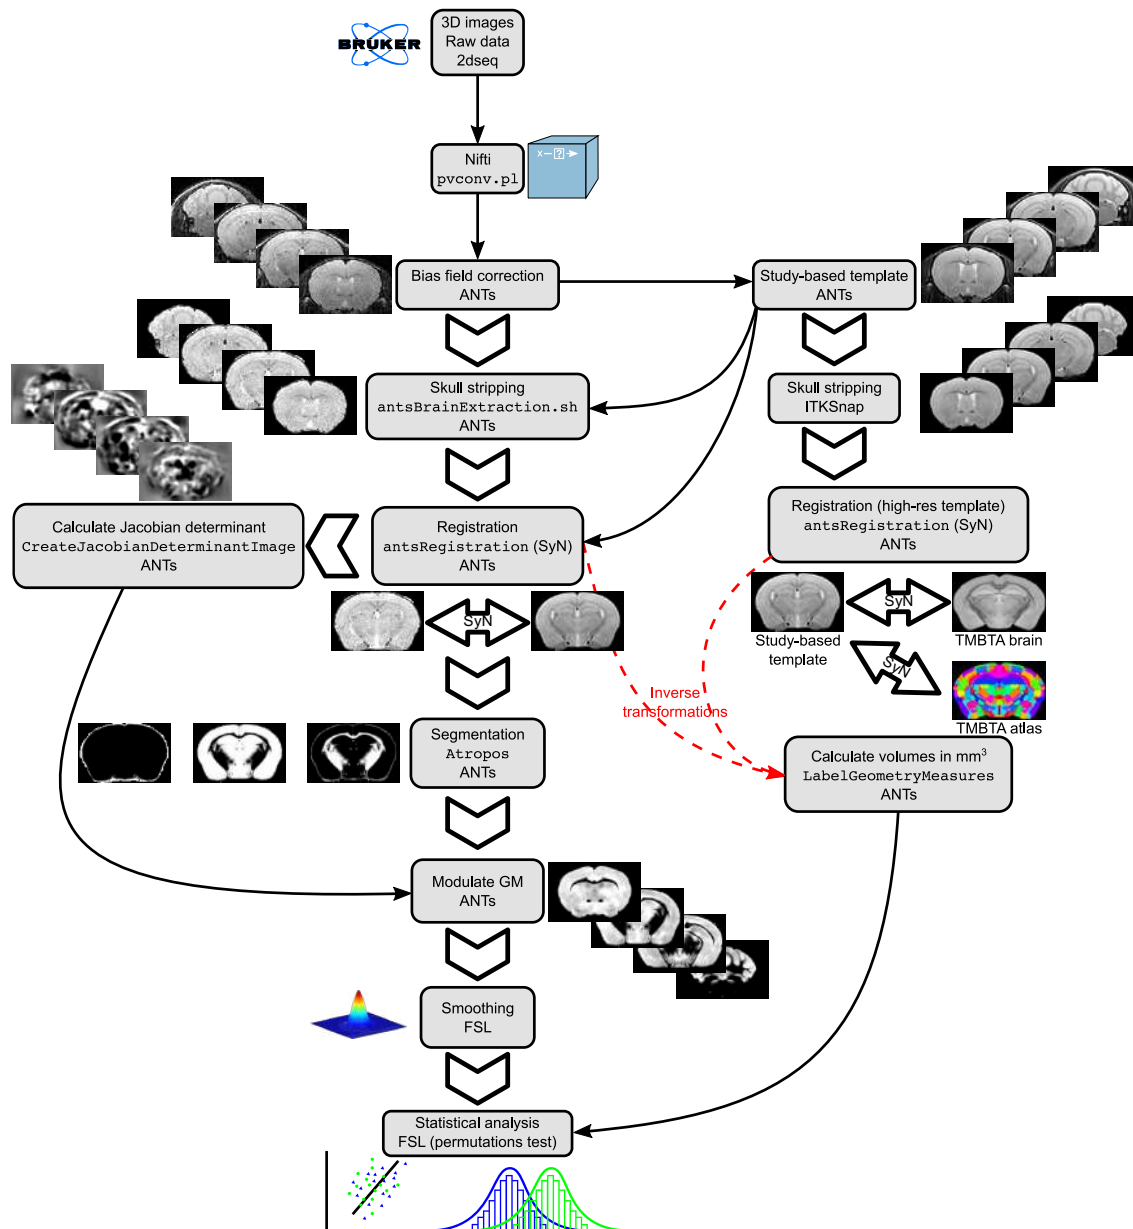 BRUKER
3D images
Raw data
2dseq
Nifti
pvconv.pl
x
?
Bias field correction
ANTs
Study-based template
ANTs
Skull stripping
antsBrainExtraction.sh
ANTs
Skull stripping
ITKSnap
Calculate Jacobian determinant
CreateJacobianDeterminantImage
ANTs
Registration
antsRegistration (SyN)
ANTs
Registration (high-res template)
antsRegistration (SyN)
ANTs
SyN
SyN
Study-based
template
TMBTA brain
SyN
TMBTA atlas
Inverse
transformations
Segmentation
Atropos
ANTs
Calculate volumes in mm³
LabelGeometryMeasures
ANTs
Modulate GM
ANTs
Smoothing
FSL
Statistical analysis
FSL (permutations test)